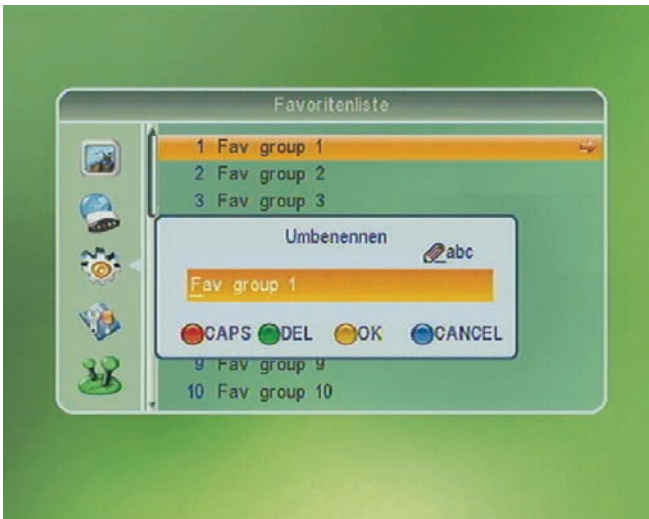 Favoritenliste
1 Fav group 1
2 Fav group 2
3 Fav group 3
Umbenennen
abc
Fav group 1
CAPS DEL OK CANCEL
9 Fav group 9
10 Fav group 10